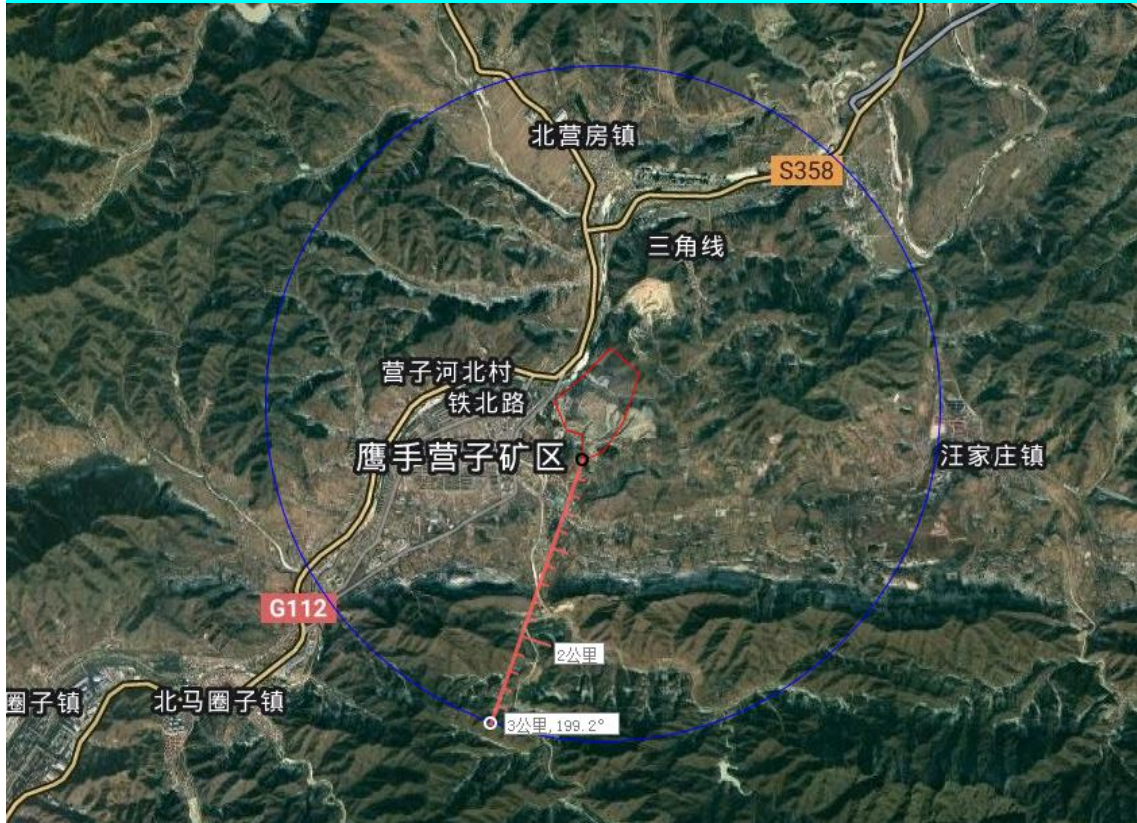 北营房镇
S358
三角线
营子河北村
铁北路
鹰手营子矿区
汪家庄镇
G112
2公里
圈子镇
北马圈子镇
3公里,199.2°